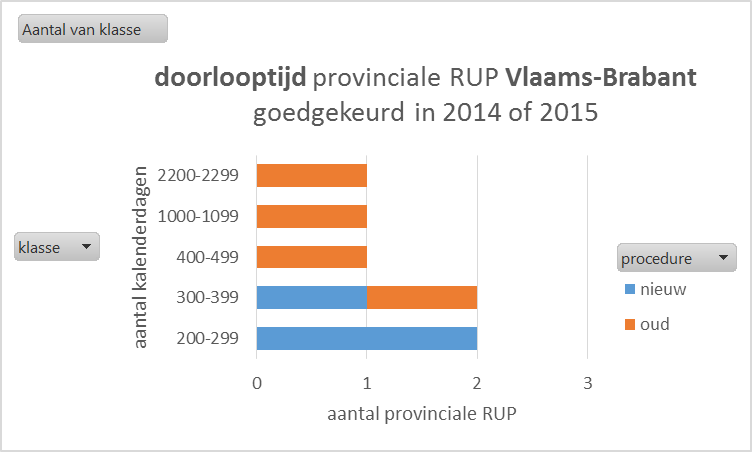 Aantal van klasse
doorlooptijd provinciale RUP Vlaams-Brabant
goedgekeurd in 2014 of 2015
aantal kalenderdagen
2200-2299
1000-1099
400-499
300-399
200-299
klasse
procedure
nieuw
oud
0 1 2 3
aantal provinciale RUP